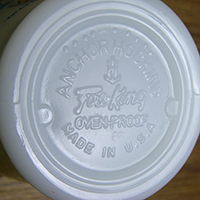 ANCHOR HOCKING
Fire-King
OVEN-PROOF
MADE IN U.S.A.